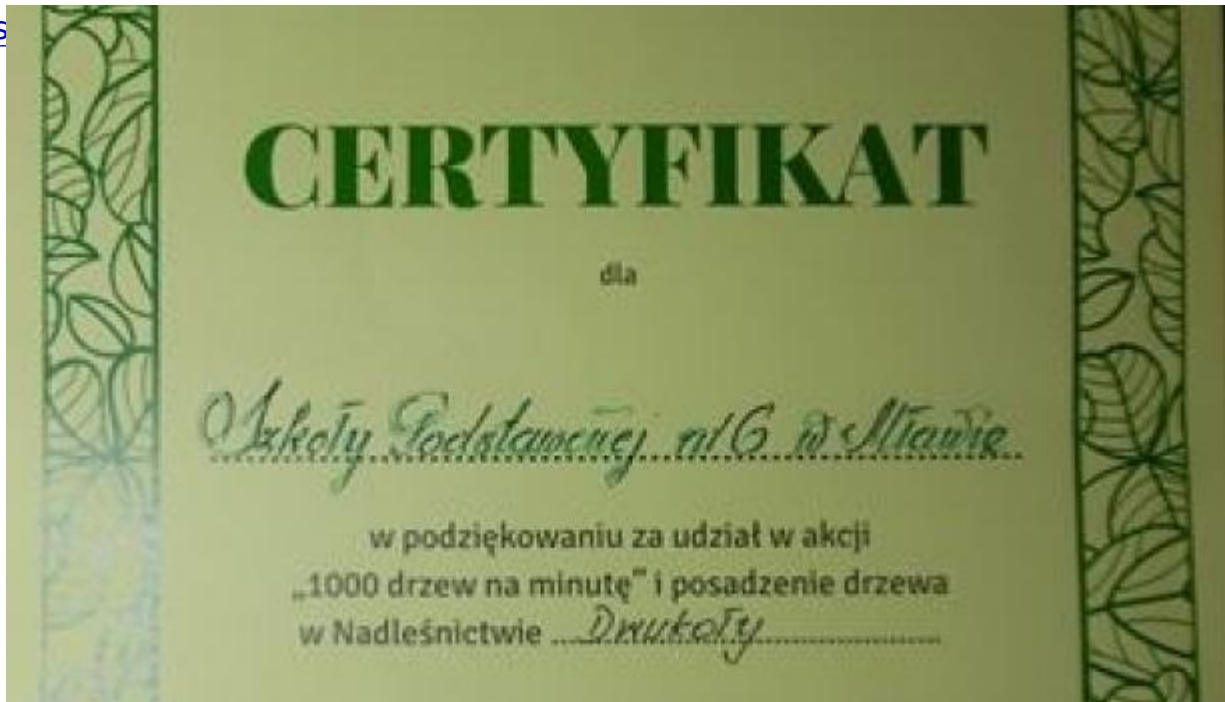 CERTYFIKAT
dla
Szkoły Podstawowej nr 6 w Mławie
w podziękowaniu za udział w akcji
„1000 drzew na minutę” i posadzenie drzewa
w Nadleśnictwie Dwukoły